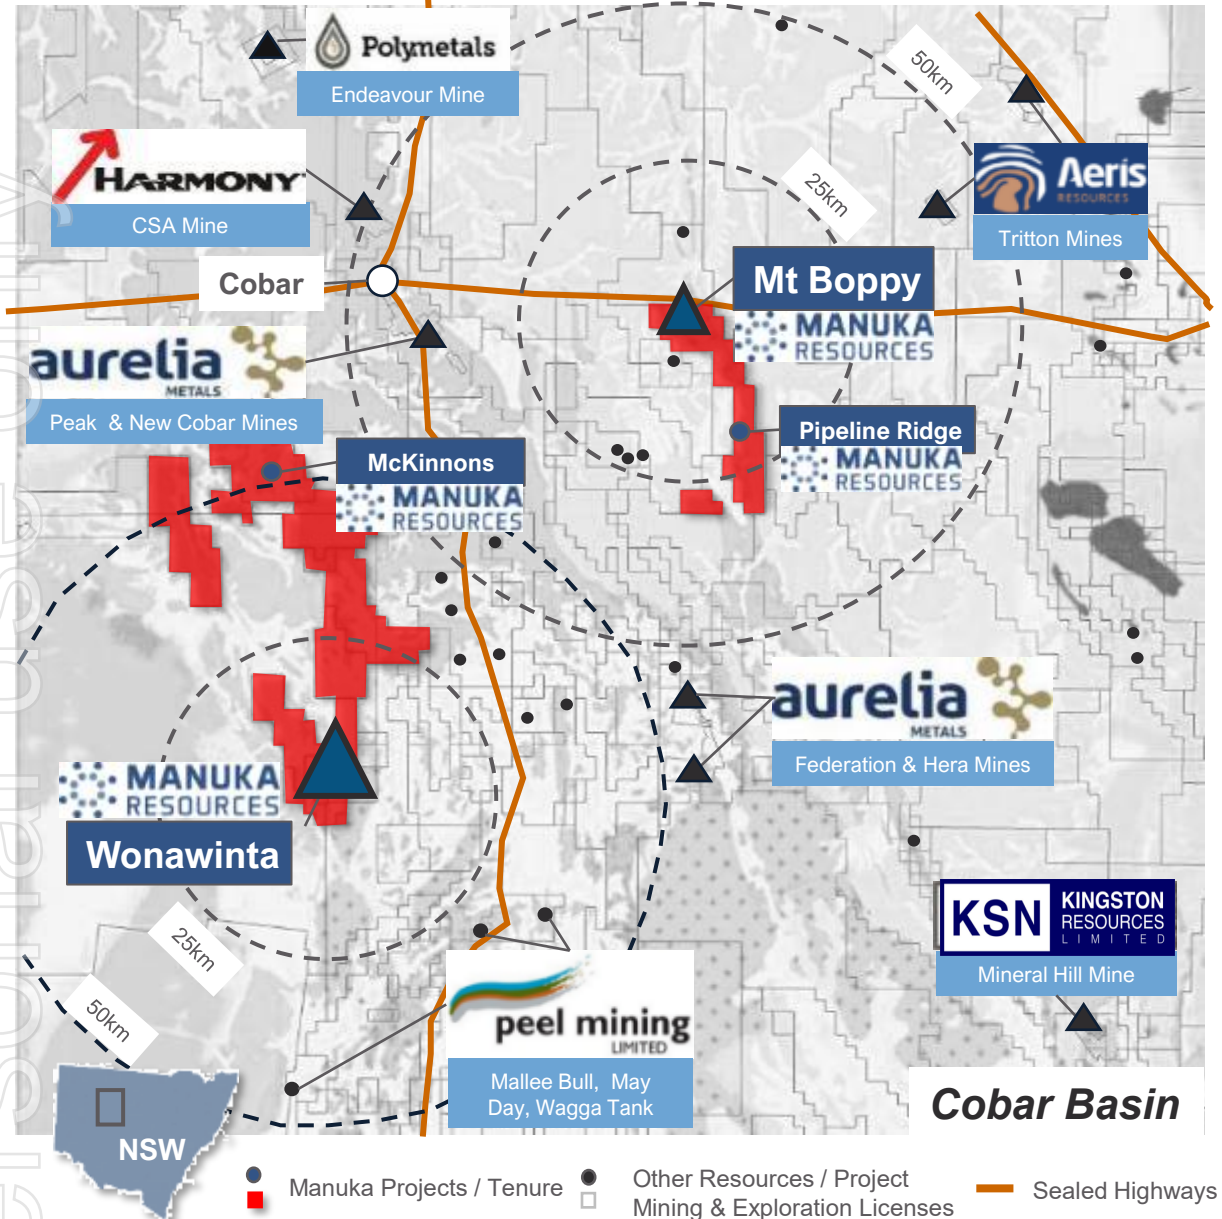 Polymetals
Endeavour Mine
50km
HARMONY
CSA Mine
25km
Aeris
RESOURCES
Tritton Mines
Cobar
Mt Boppy
MANUKA
RESOURCES
aurelia
METALS
Peak & New Cobar Mines
McKinnons
MANUKA
RESOURCES
Pipeline Ridge
MANUKA
RESOURCES
aurelia
METALS
Federation & Hera Mines
MANUKA
RESOURCES
Wonawinta
25km
50km
KSN
KINGSTON
RESOURCES
LIMITED
Mineral Hill Mine
peel mining
LIMITED
Mallee Bull, May
Day, Wagga Tank
Cobar Basin
NSW
Manuka Projects / Tenure
Other Resources / Project
Mining & Exploration Licenses
Sealed Highways